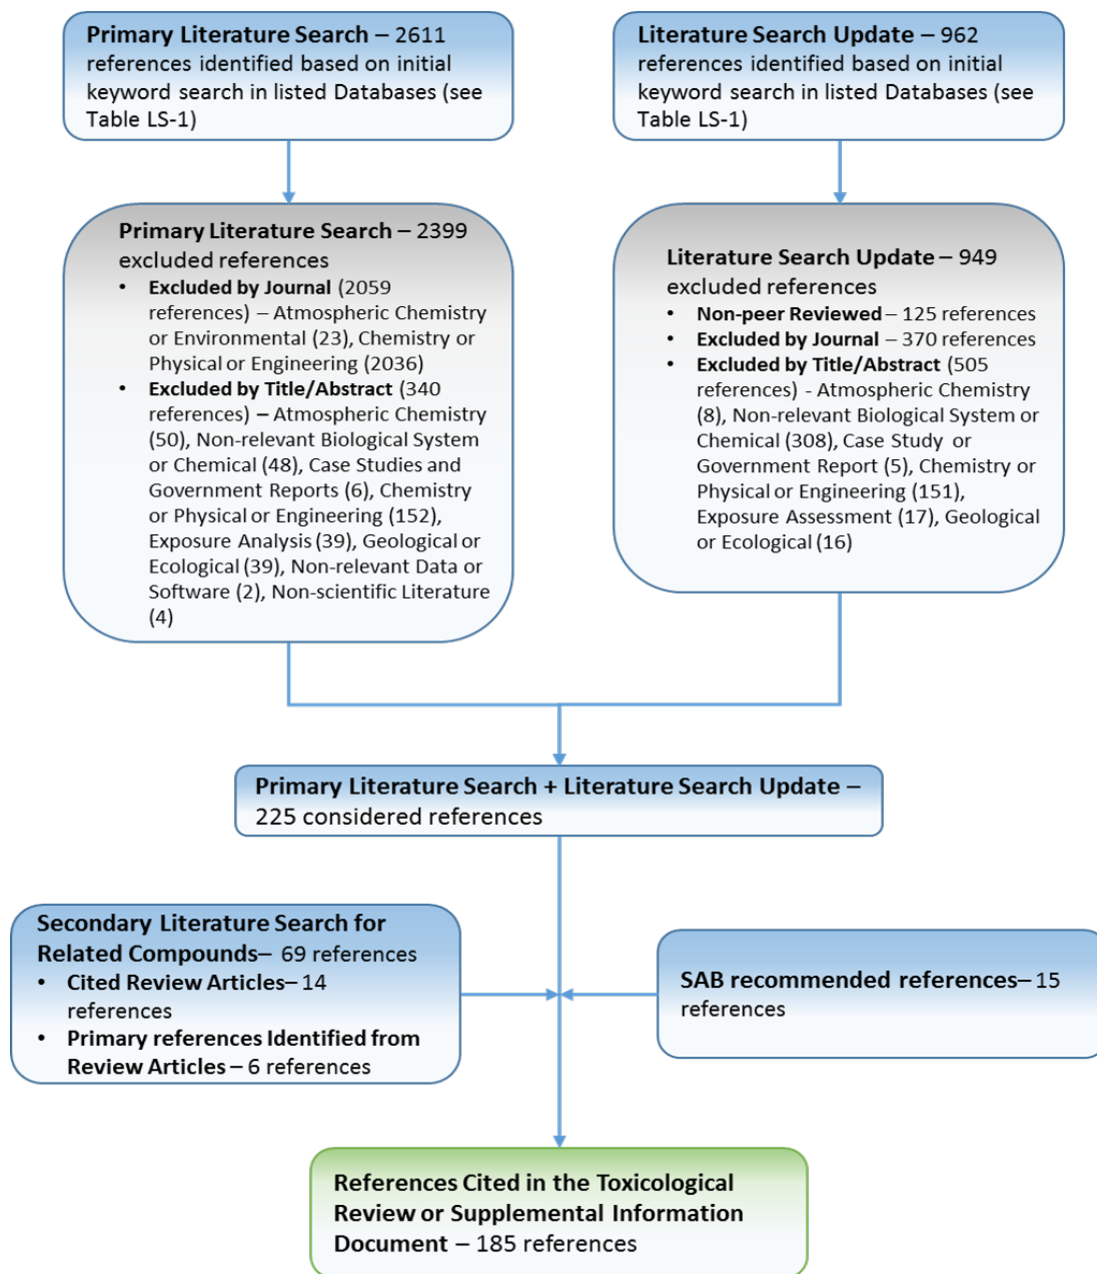 Primary Literature Search – 2611
references identified based on initial
keyword search in listed Databases (see
Table LS-1)
Literature Search Update – 962
references identified based on initial
keyword search in listed Databases (see
Table LS-1)
Primary Literature Search – 2399
excluded references
• Excluded by Journal (2059
references) – Atmospheric Chemistry
or Environmental (23), Chemistry or
Physical or Engineering (2036)
• Excluded by Title/Abstract (340
references) – Atmospheric Chemistry
(50), Non-relevant Biological System
or Chemical (48), Case Studies and
Government Reports (6), Chemistry
or Physical or Engineering (152),
Exposure Analysis (39), Geological or
Ecological (39), Non-relevant Data or
Software (2), Non-scientific Literature
(4)
Literature Search Update – 949
excluded references
• Non-peer Reviewed – 125 references
• Excluded by Journal – 370 references
• Excluded by Title/Abstract (505
references) - Atmospheric Chemistry
(8), Non-relevant Biological System or
Chemical (308), Case Study or
Government Report (5), Chemistry or
Physical or Engineering (151),
Exposure Assessment (17), Geological
or Ecological (16)
Primary Literature Search + Literature Search Update –
225 considered references
Secondary Literature Search for
Related Compounds– 69 references
• Cited Review Articles– 14
references
• Primary references Identified from
Review Articles – 6 references
SAB recommended references– 15
references
References Cited in the Toxicological
Review or Supplemental Information
Document – 185 references